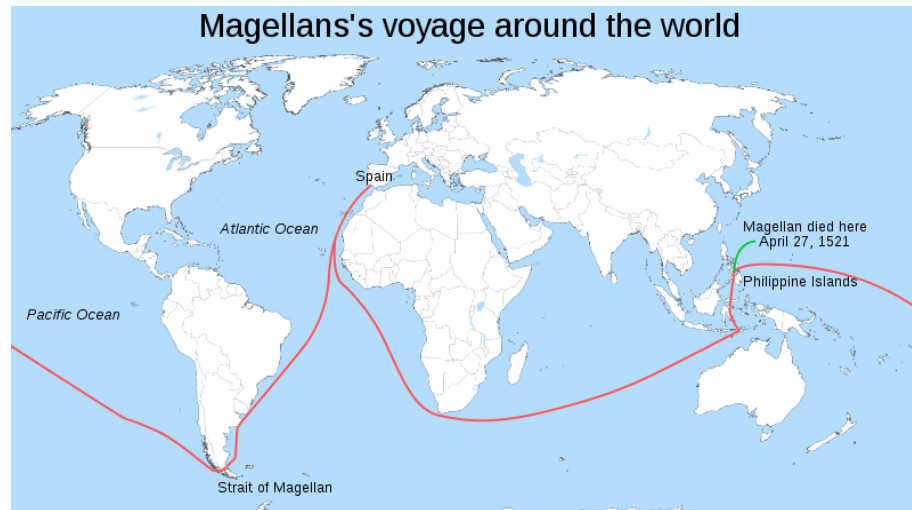 Magellans's voyage around the world
Spain
Atlantic Ocean
Magellan died here
April 27, 1521
Philippine Islands
Pacific Ocean
Strait of Magellan